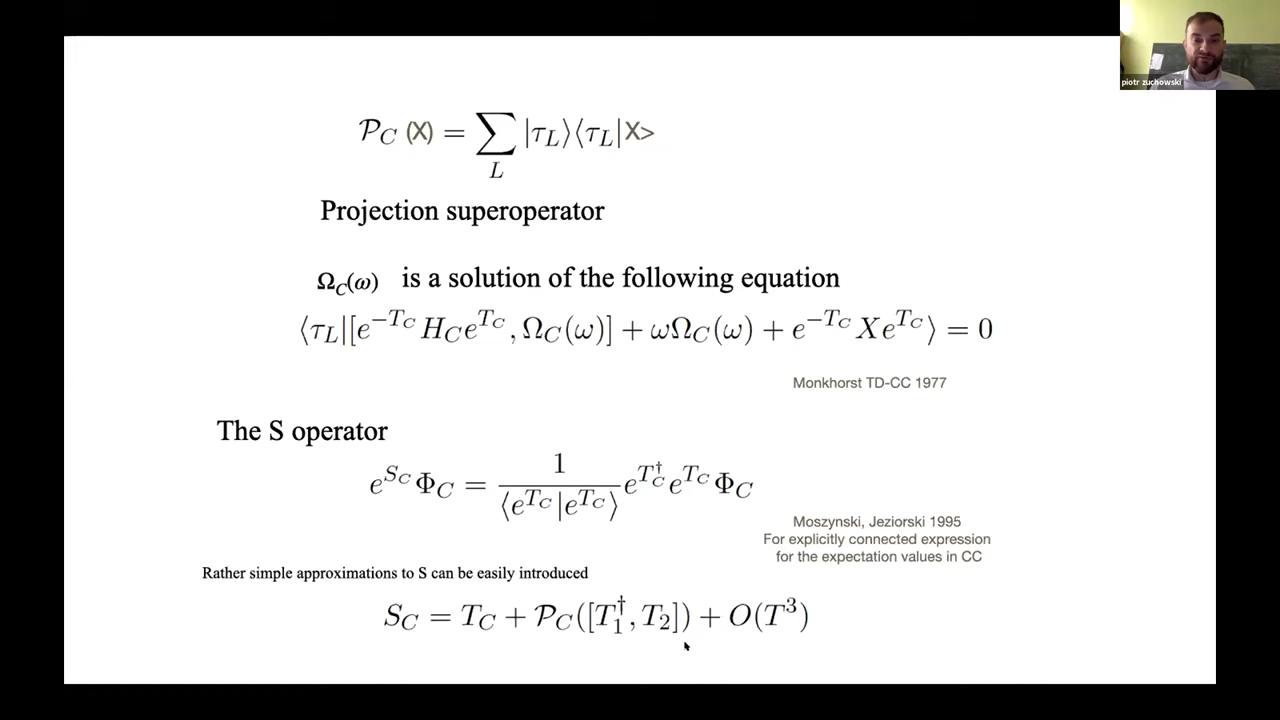 piotr zuchowski
𝒫_C (X) = ∑_L |τ_L⟩⟨τ_L|X>
Projection superoperator
Ω_C(ω) is a solution of the following equation
⟨τ_L|[e^{−T_C} H_C e^{T_C}, Ω_C(ω)] + ωΩ_C(ω) + e^{−T_C} X e^{T_C}⟩ = 0
Monkhorst TD-CC 1977
The S operator
e^{S_C} Φ_C = \frac{1}{⟨e^{T_C}|e^{T_C}⟩} e^{T_C^†} e^{T_C} Φ_C
Moszynski, Jeziorski 1995
For explicitly connected expression
for the expectation values in CC
Rather simple approximations to S can be easily introduced
S_C = T_C + 𝒫_C([T_1^†, T_2]) + O(T^3)